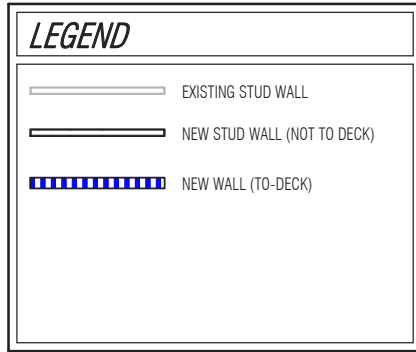 LEGEND
EXISTING STUD WALL
NEW STUD WALL (NOT TO DECK)
NEW WALL (TO-DECK)